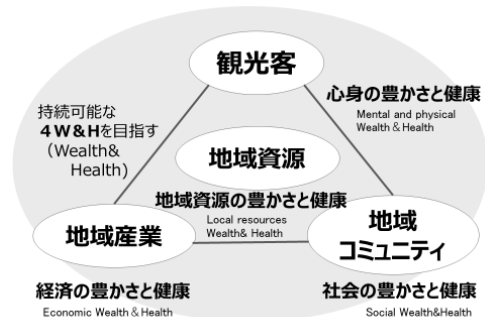 観光客
心身の豊かさと健康
Mental and physical
Wealth＆Health
持続可能な
４W&Hを目指す
（Wealth&
Health)
地域資源
地域資源の豊かさと健康
Local resources
Wealth& Health
地域産業
地域
コミュニティ
経済の豊かさと健康
Economic Wealth＆Health
社会の豊かさと健康
Social Wealth&Health